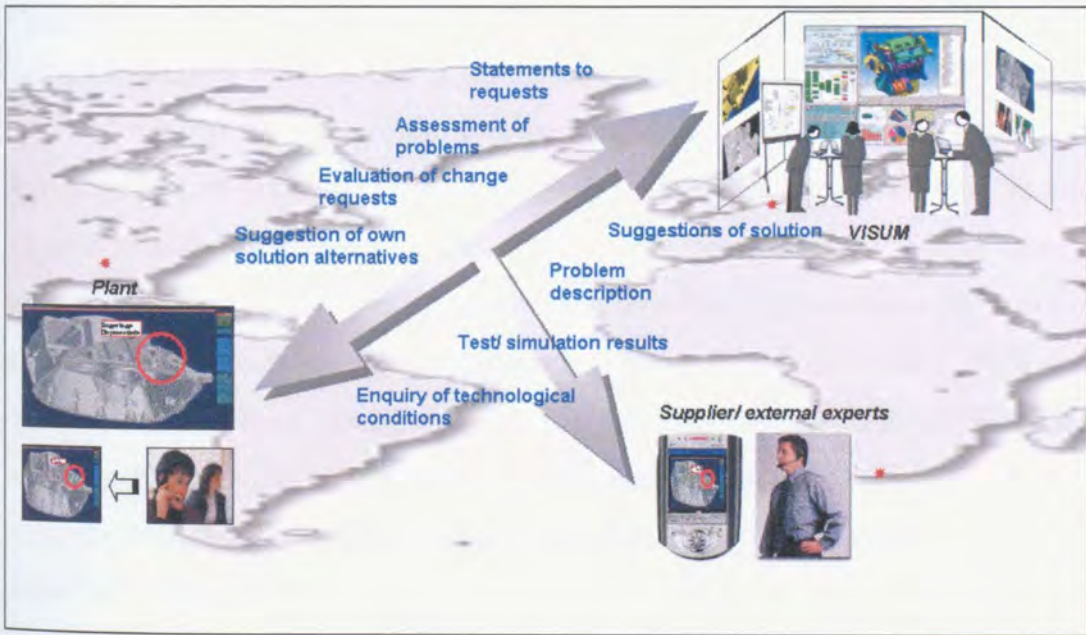 Statements to
requests
Assessment of
problems
Evaluation of change
requests
Suggestion of own
solution alternatives
Suggestions of solution
VISUM
Problem
description
Plant
Test/ simulation results
Enquiry of technological
conditions
Supplier/ external experts